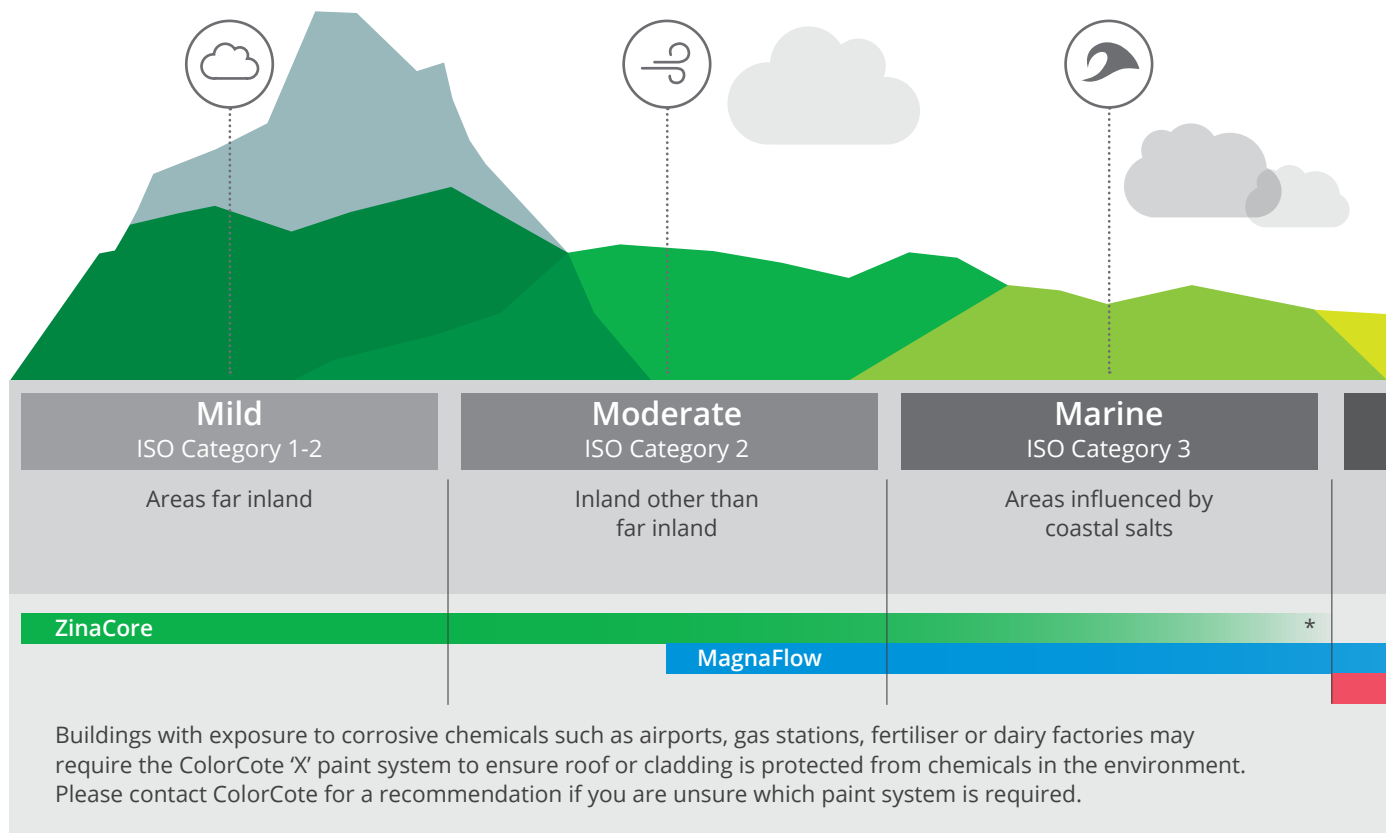 Mild
ISO Category 1-2
Moderate
ISO Category 2
Marine
ISO Category 3
Areas far inland
Inland other than
far inland
Areas influenced by
coastal salts
ZinaCore
*
MagnaFlow
Buildings with exposure to corrosive chemicals such as airports, gas stations, fertiliser or dairy factories may
require the ColorCote ‘X’ paint system to ensure roof or cladding is protected from chemicals in the environment.
Please contact ColorCote for a recommendation if you are unsure which paint system is required.